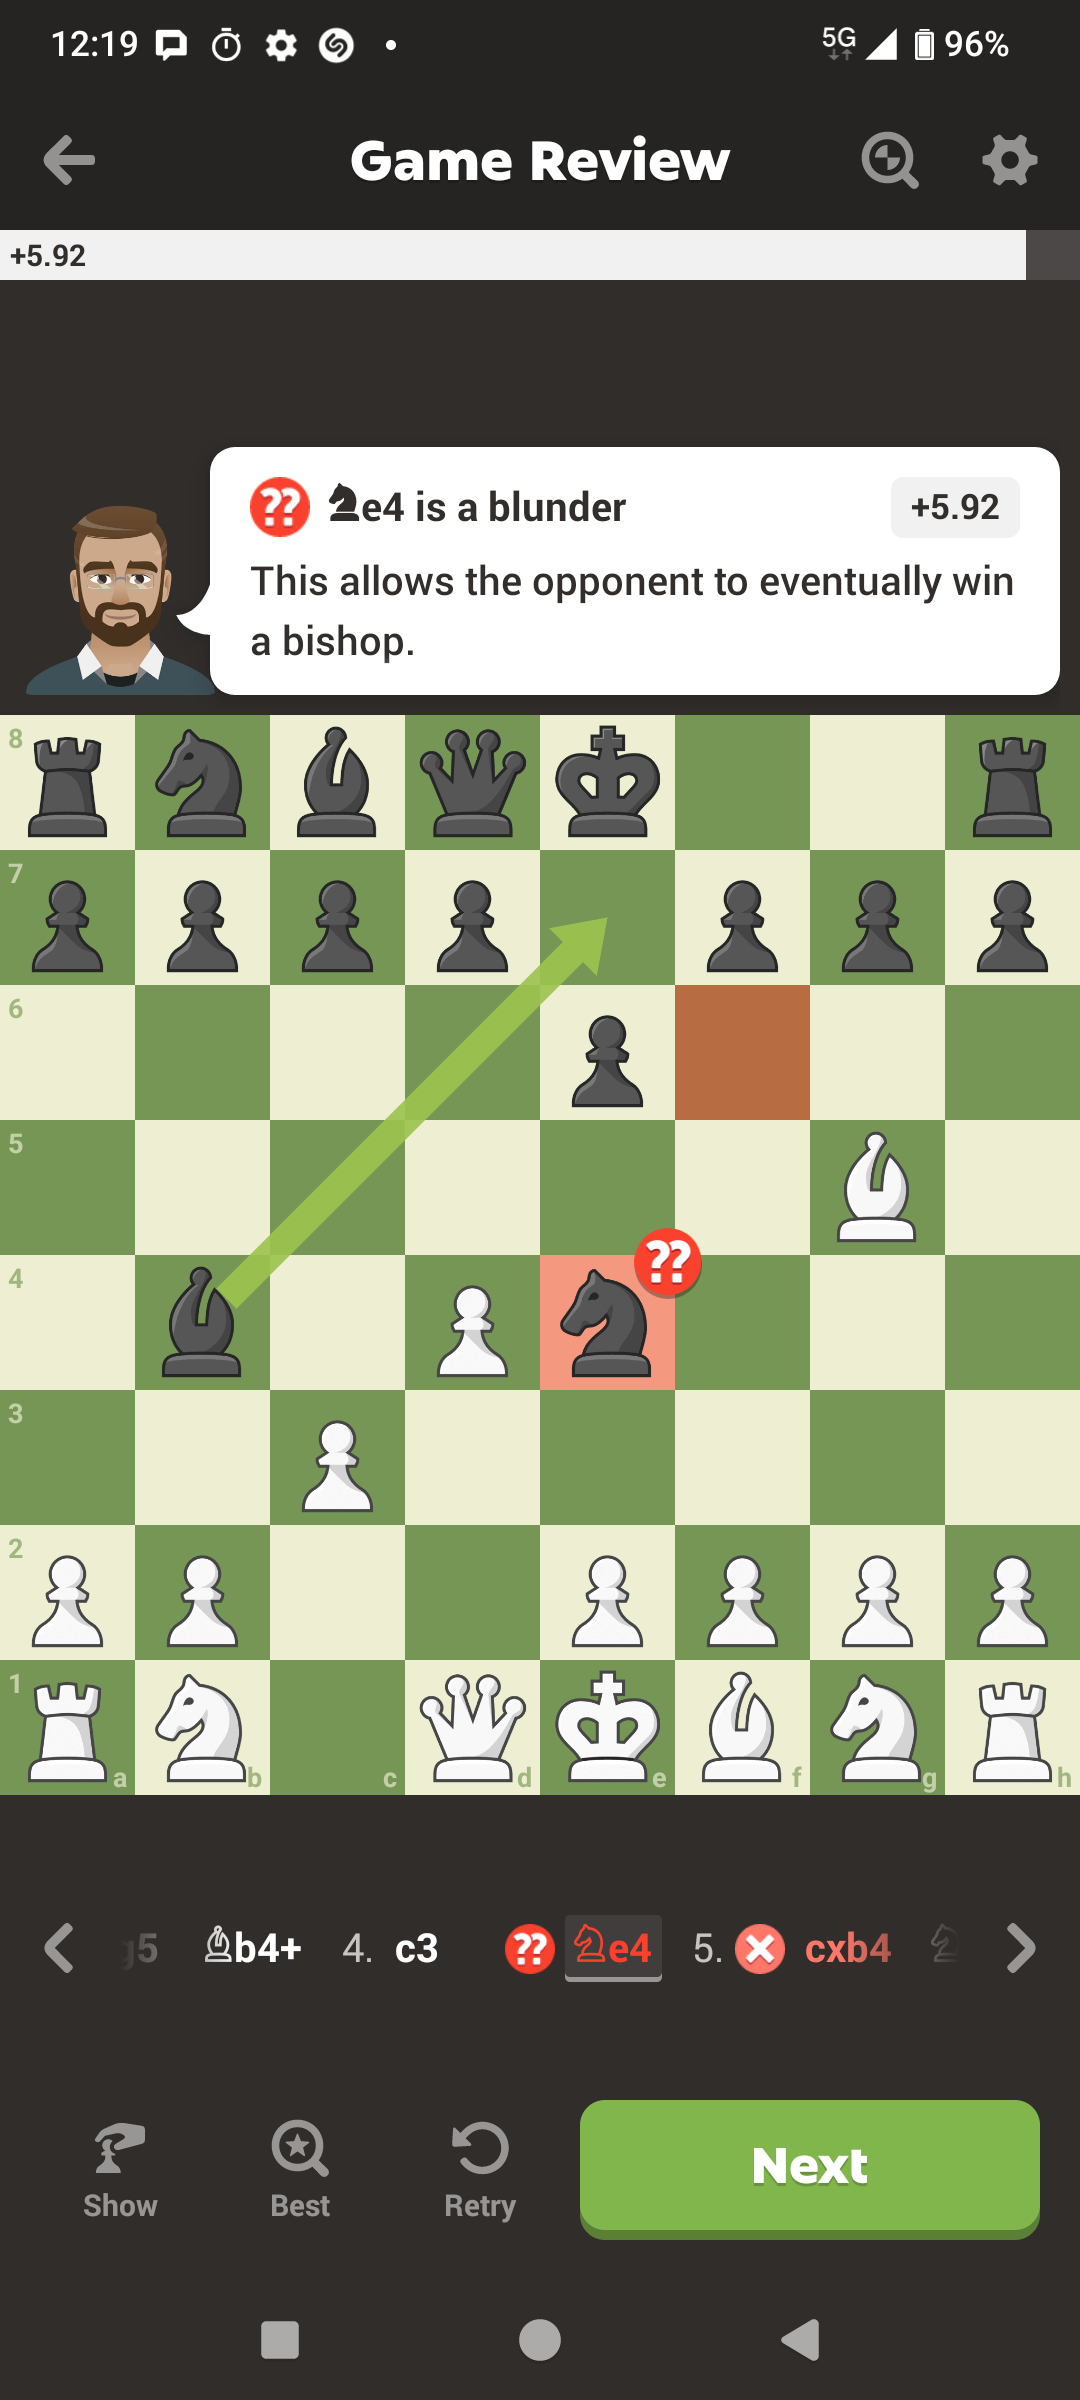 12:19 5G 96%
Game Review
+5.92
?? e4 is a blunder +5.92
This allows the opponent to eventually win
a bishop.
8
7
6
5
4
??
3
2
1
a b c d e f g h
g5 b4+ 4. c3 ?? e4 5. cxb4
Show Best Retry Next